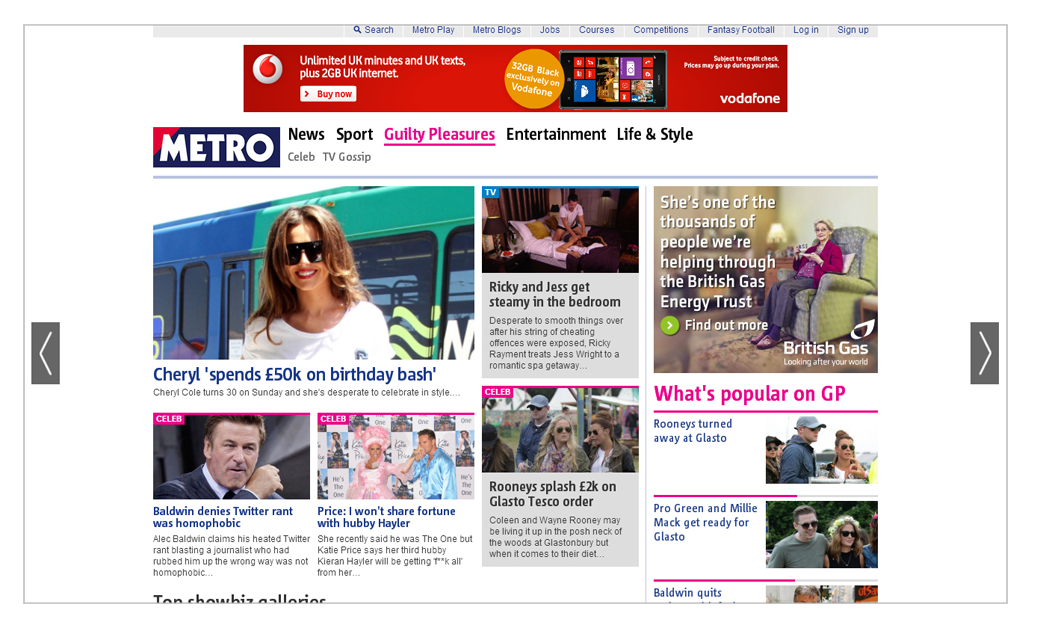 Search Metro Play Metro Blogs Jobs Courses Competitions Fantasy Football Log in Sign up
Unlimited UK minutes and UK texts,
plus 2GB UK internet.
Buy now
32GB Black
exclusively on
Vodafone
Subject to credit check.
Prices may go up during your plan.
vodafone
METRO
News Sport Guilty Pleasures Entertainment Life & Style
Celeb TV Gossip
Cheryl 'spends £50k on birthday bash'
Cheryl Cole turns 30 on Sunday and she's desperate to celebrate in style....
CELEB
Baldwin denies Twitter rant
was homophobic
Alec Baldwin claims his heated Twitter
rant blasting a journalist who had
rubbed him up the wrong way was not
homophobic...
CELEB
Price: I won't share fortune
with hubby Hayler
She recently said he was The One but
Katie Price says her third hubby
Kieran Hayler will be getting 'f**k all'
from her...
TV
Ricky and Jess get
steamy in the bedroom
Desperate to smooth things over
after his string of cheating
offences were exposed, Ricky
Rayment treats Jess Wright to a
romantic spa getaway...
CELEB
Rooneys splash £2k on
Glasto Tesco order
Coleen and Wayne Rooney may
be living it up in the posh neck of
the woods at Glastonbury but
when it comes to their diet...
She's one of the
thousands of
people we're
helping through
the British Gas
Energy Trust
Find out more
British Gas
Looking after your world
What's popular on GP
Rooneys turned
away at Glasto
Pro Green and Millie
Mack get ready for
Glasto
Baldwin quits
Top showbiz galleries